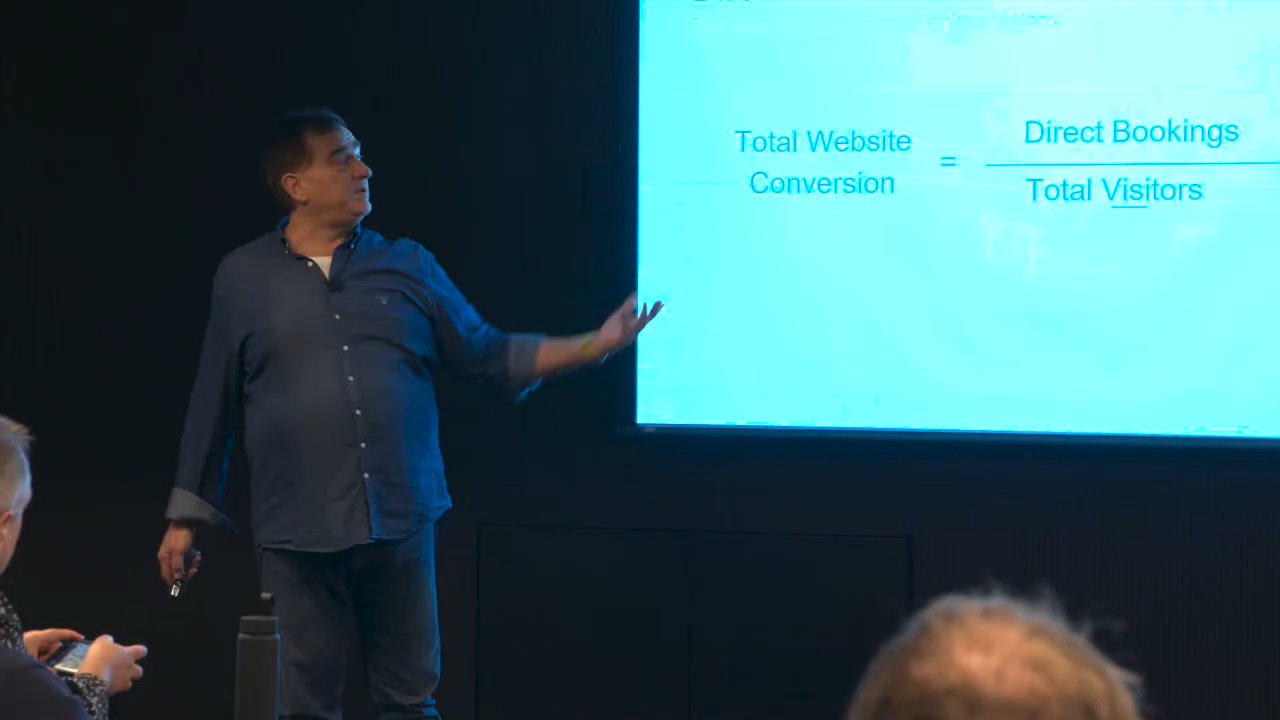 Total Website
Conversion
=
Direct Bookings
Total Visitors